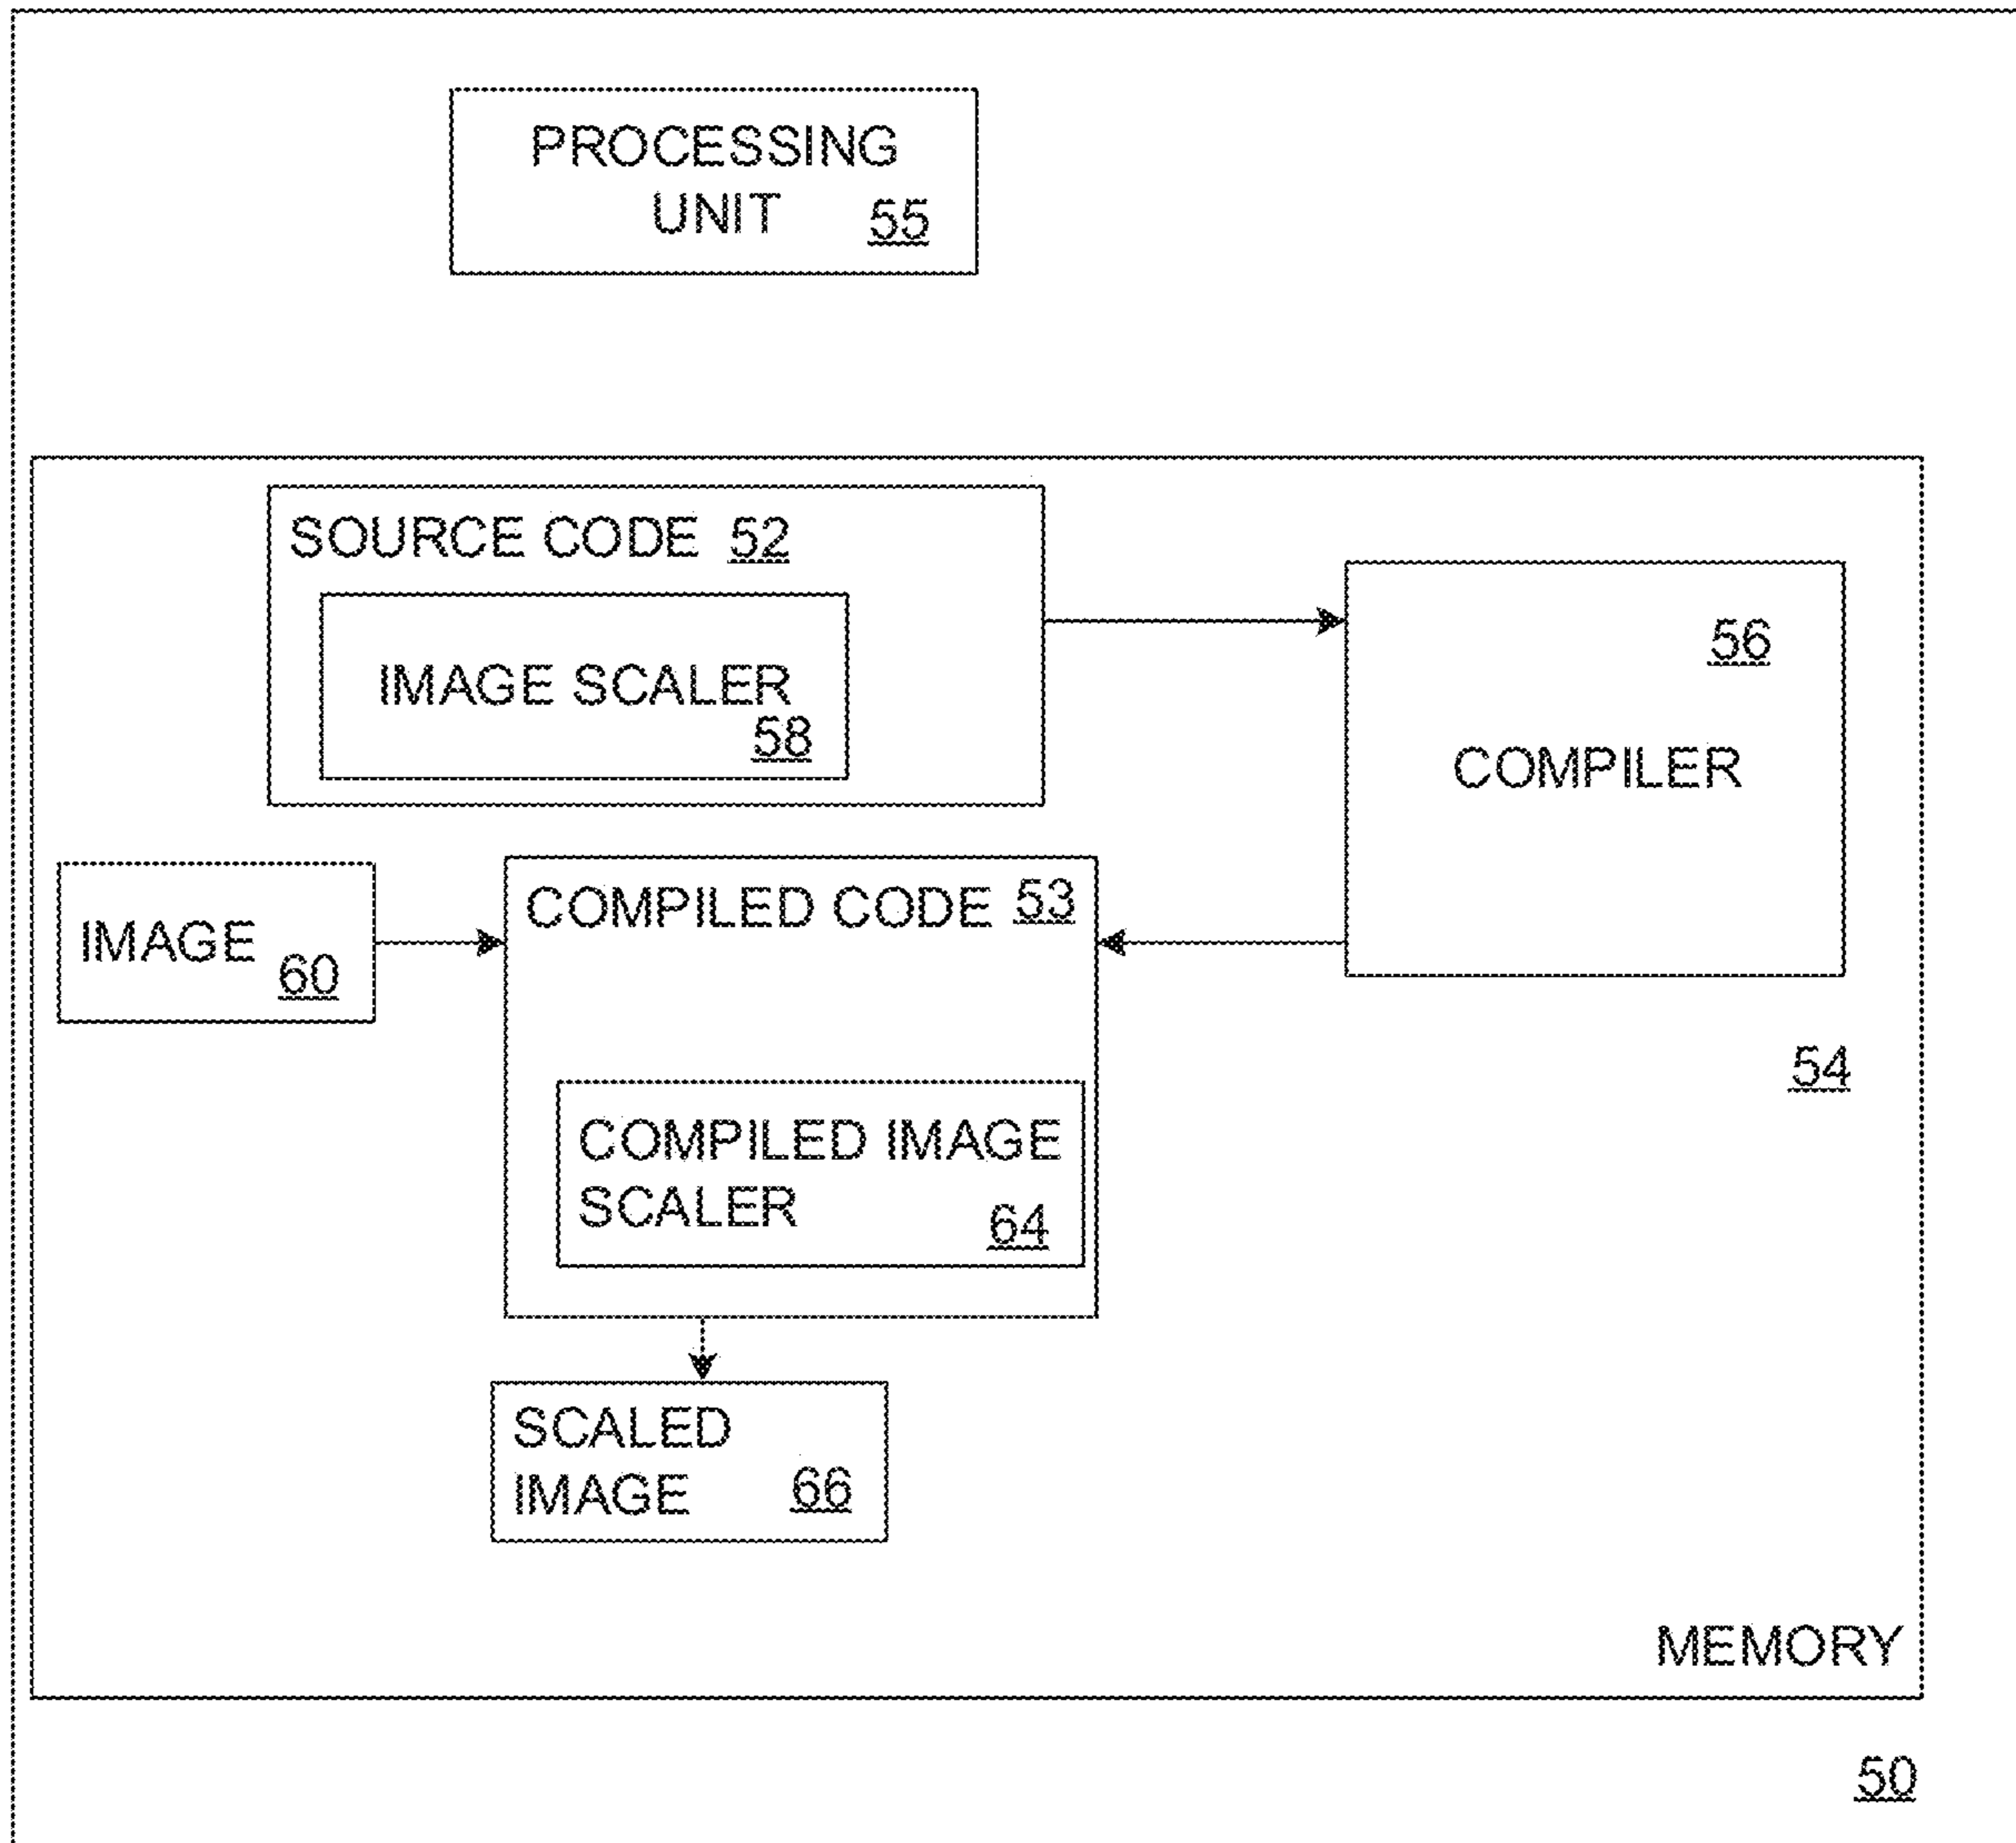 PROCESSING
UNIT 55
SOURCE CODE 52
IMAGE SCALER
58
56
COMPILER
IMAGE 60
COMPILED CODE 53
COMPILED IMAGE
SCALER 64
54
SCALED
IMAGE 66
MEMORY
50